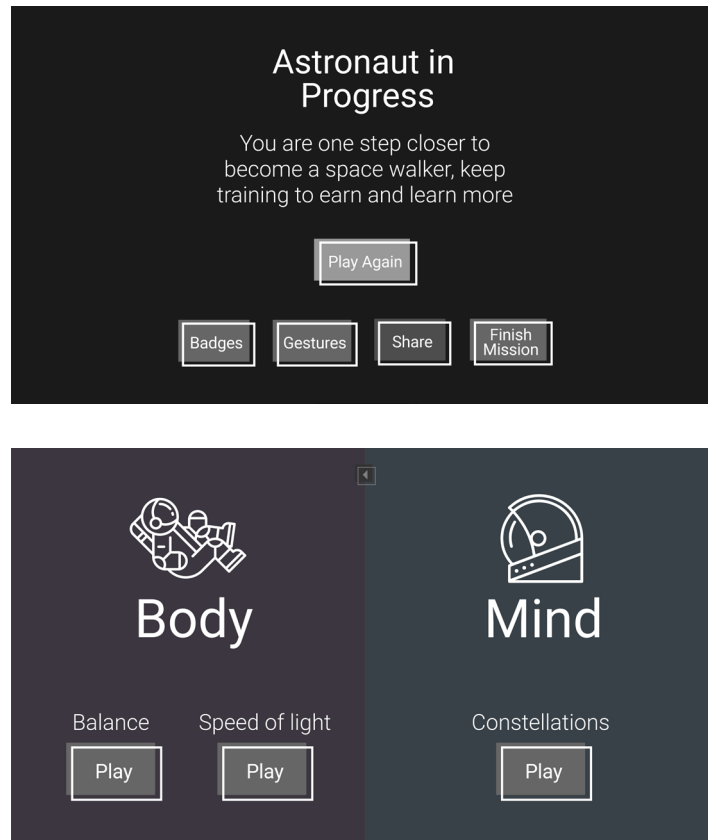 Astronaut in
Progress
You are one step closer to
become a space walker, keep
training to earn and learn more
Play Again
Badges
Gestures
Share
Finish
Mission
Body
Mind
Balance
Speed of light
Constellations
Play
Play
Play